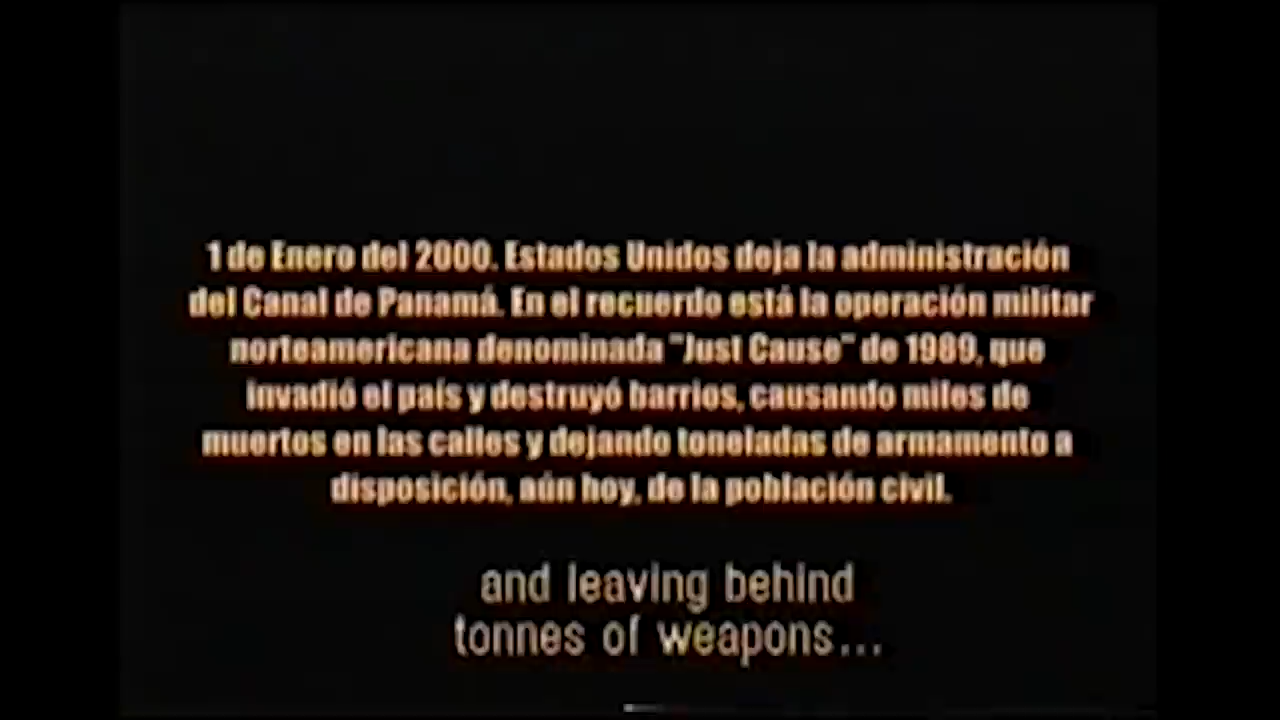 1 de Enero del 2000. Estados Unidos deja la administración
del Canal de Panamá. En el recuerdo está la operación militar
norteamericana denominada "Just Cause" de 1989, que
invadió el país y destruyó barrios, causando miles de
muertos en las calles y dejando toneladas de armamento a
disposición, aún hoy, de la población civil.
and leaving behind
tonnes of weapons...